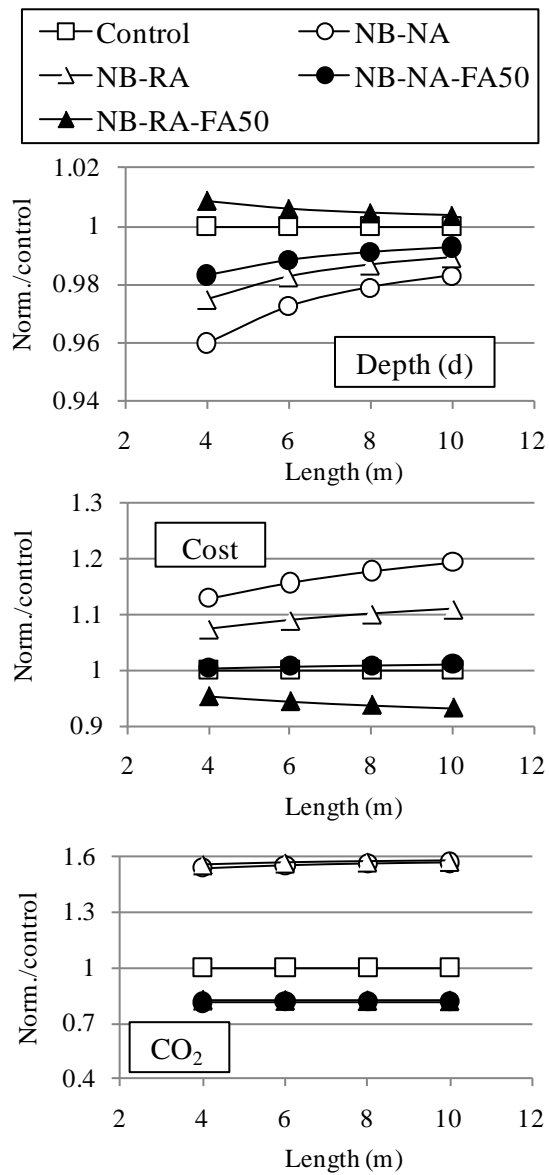 Control NB-NA
NB-RA NB-NA-FA50
NB-RA-FA50
1.02
1
0.98
0.96
0.94
Norm./control
Depth (d)
2 4 6 8 10 12
Length (m)
1.3
1.2
1.1
1
0.9
Norm./control
Cost
2 4 6 8 10 12
Length (m)
1.6
1.3
1
0.7
0.4
Norm./control
CO₂
2 4 6 8 10 12
Length (m)